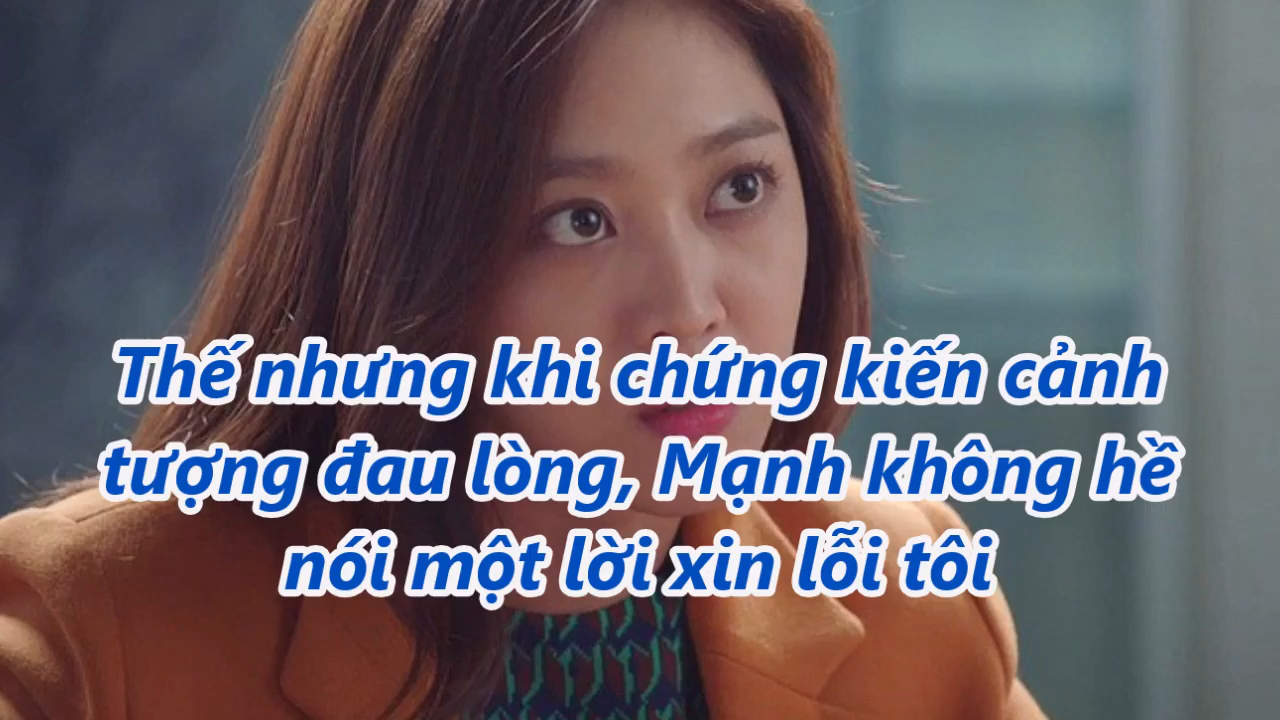 Thế nhưng khi chứng kiến cảnh
tượng đau lòng, Mạnh không hề
nói một lời xin lỗi tôi